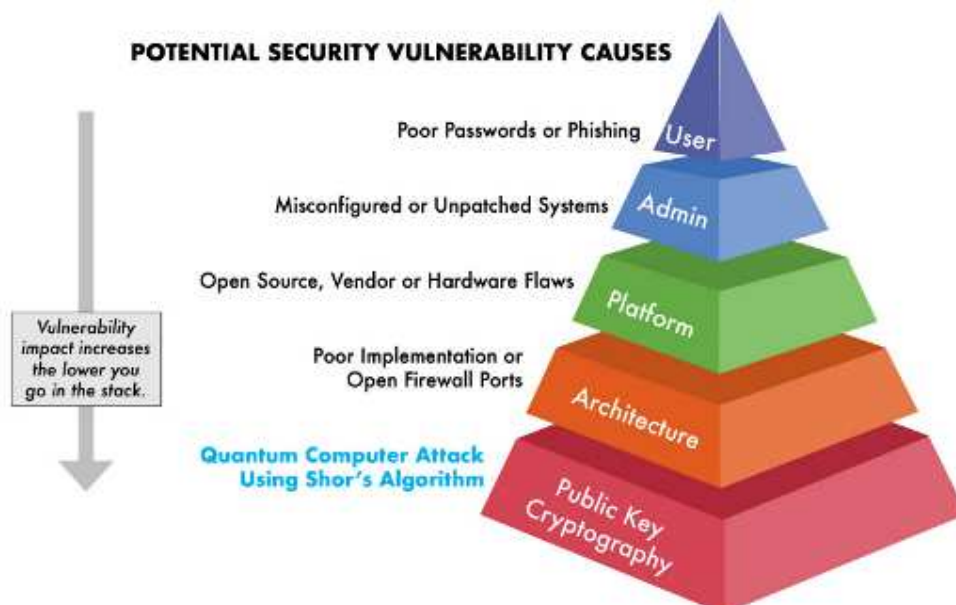 POTENTIAL SECURITY VULNERABILITY CAUSES
Poor Passwords or Phishing
User
Misconfigured or Unpatched Systems
Admin
Open Source, Vendor or Hardware Flaws
Platform
Vulnerability
impact increases
the lower you
go in the stack.
Poor Implementation or
Open Firewall Ports
Architecture
Quantum Computer Attack
Using Shor's Algorithm
Public Key
Cryptography